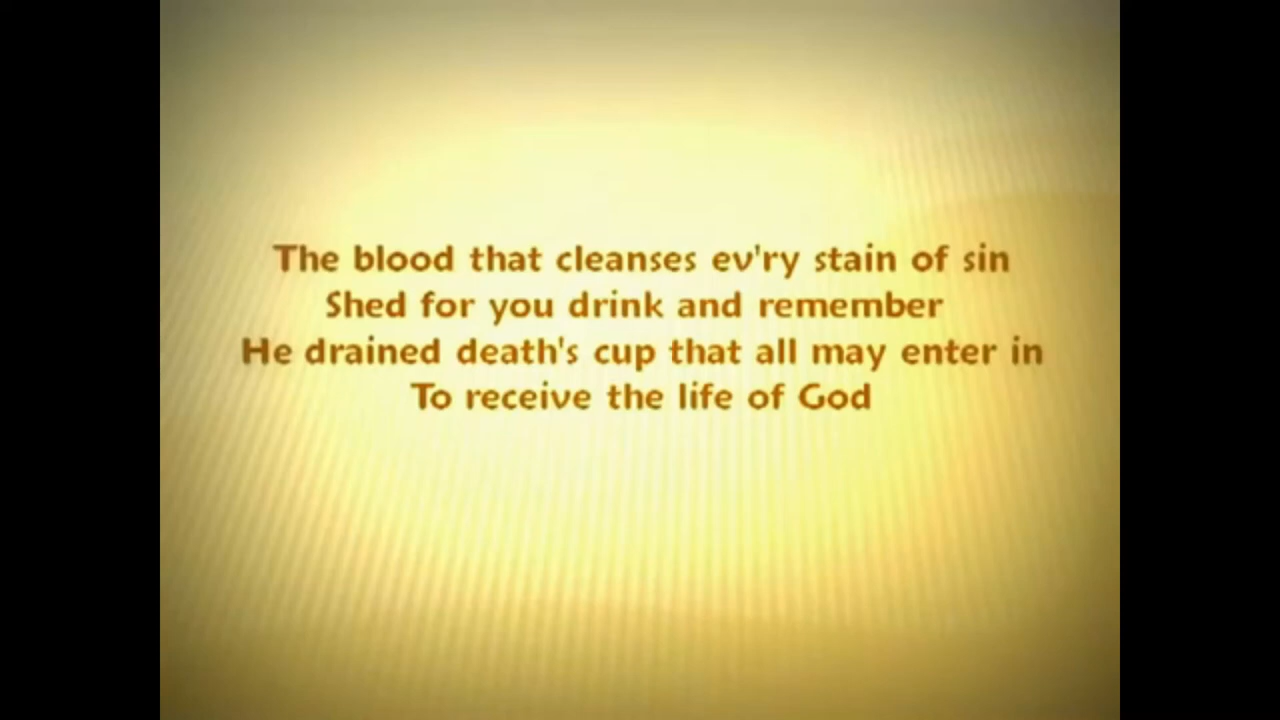 The blood that cleanses ev'ry stain of sin
Shed for you drink and remember
He drained death's cup that all may enter in
To receive the life of God